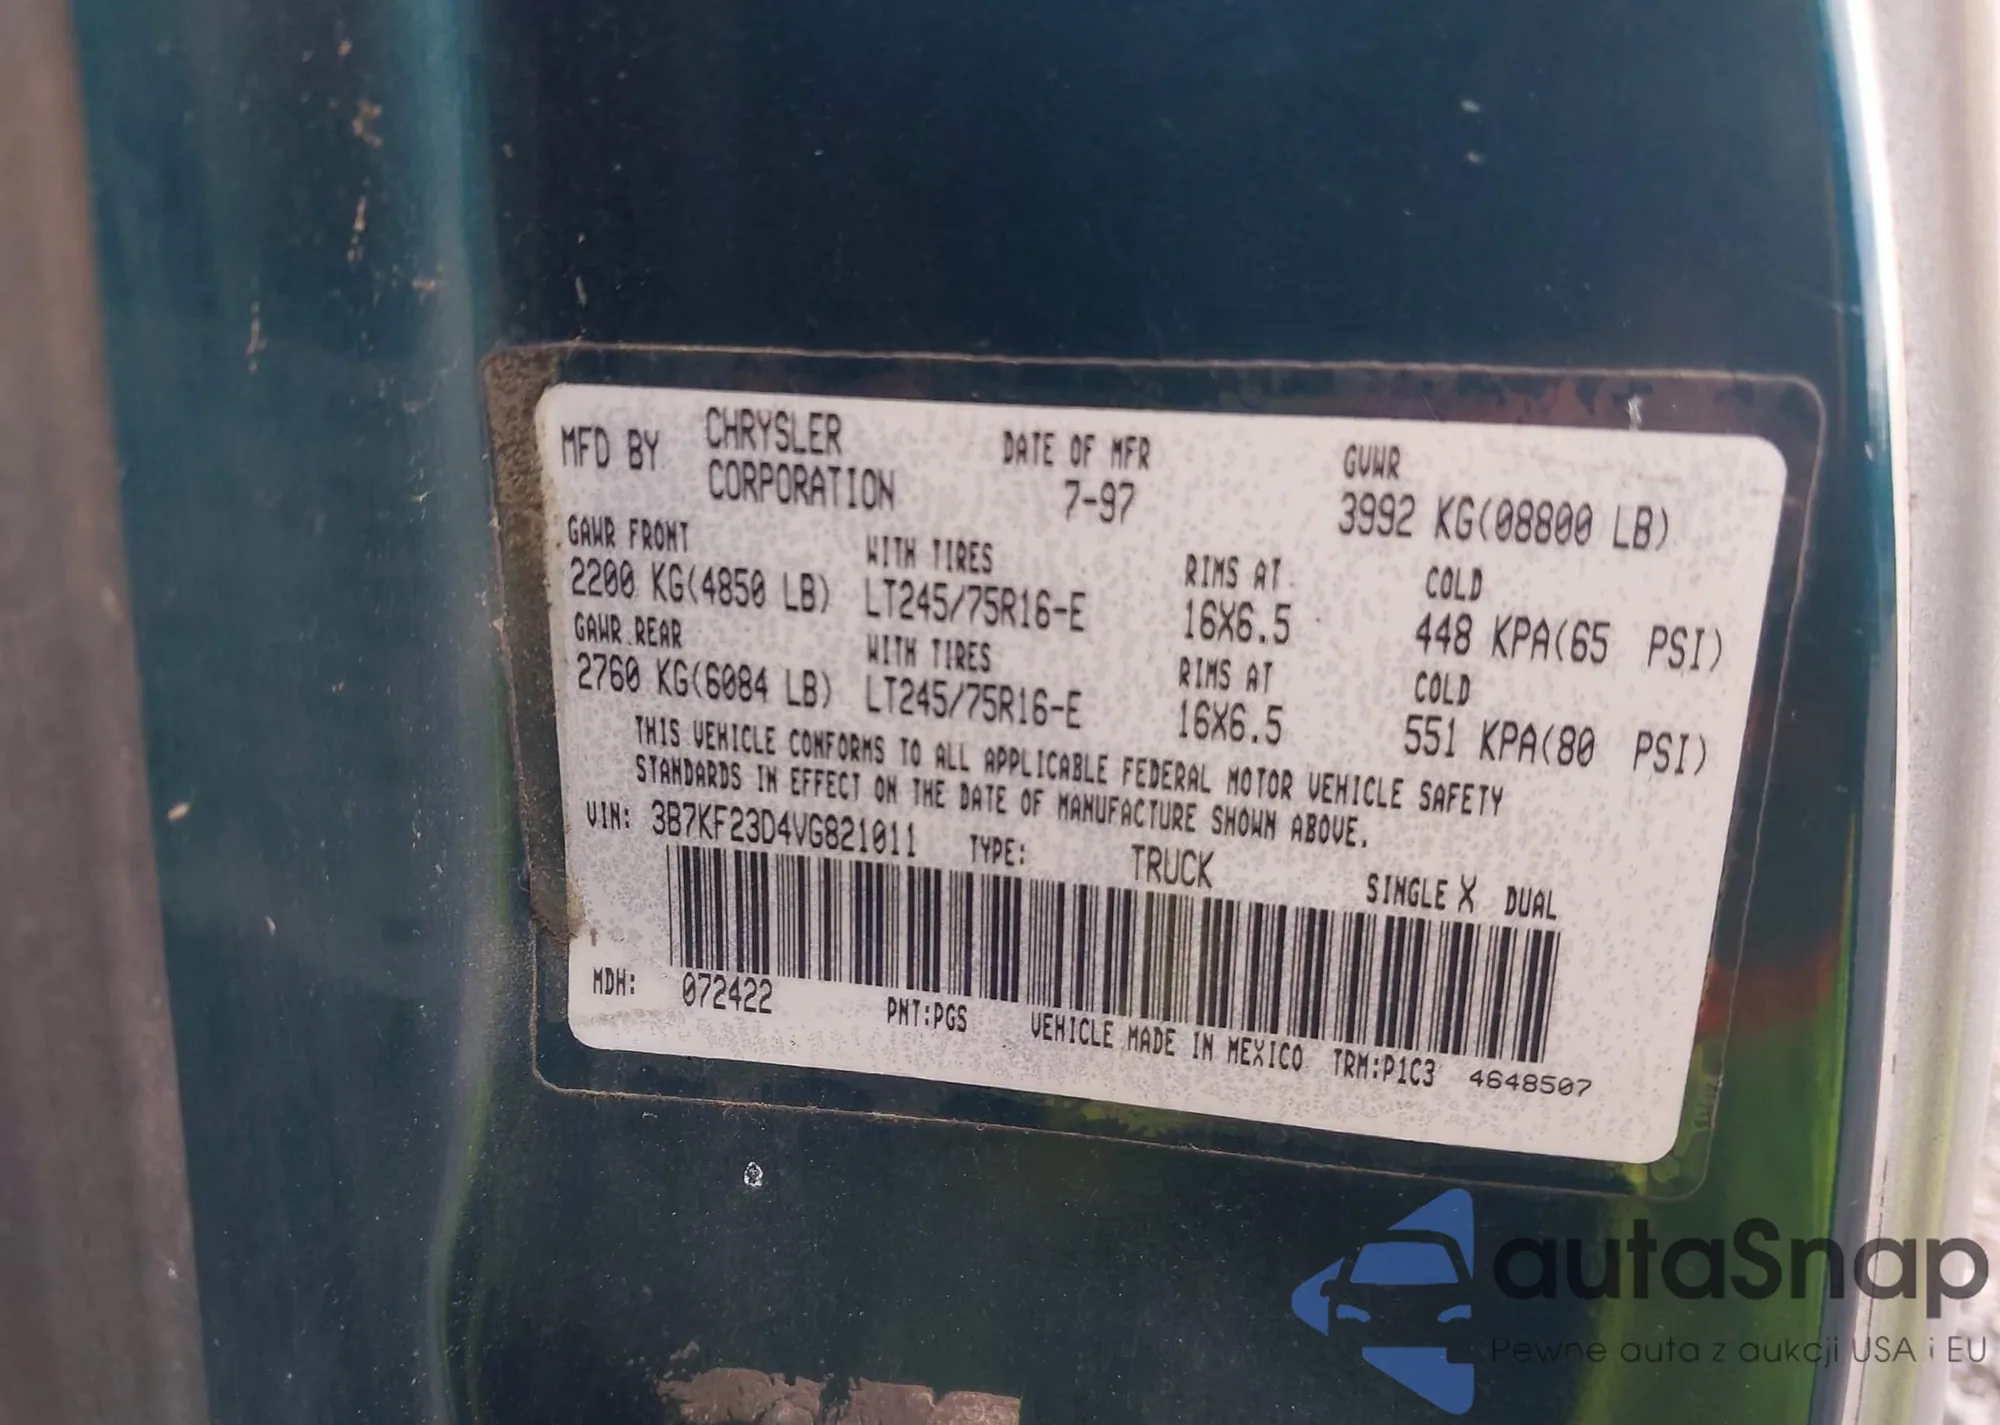 MFD BY CHRYSLER CORPORATION DATE OF MFR 7-97 GVWR 3992 KG(08800 LB)
GAWR FRONT WITH TIRES RIMS AT COLD
2200 KG(4850 LB) LT245/75R16-E 16X6.5 448 KPA(65 PSI)
GAWR REAR WITH TIRES RIMS AT COLD
2760 KG(6084 LB) LT245/75R16-E 16X6.5 551 KPA(80 PSI)
THIS VEHICLE CONFORMS TO ALL APPLICABLE FEDERAL MOTOR VEHICLE SAFETY
STANDARDS IN EFFECT ON THE DATE OF MANUFACTURE SHOWN ABOVE.
VIN: 3B7KF23D4VG821011 TYPE: TRUCK SINGLE X DUAL
MDH: 072422 PNT:PGS VEHICLE MADE IN MEXICO TRM:P1C3 4648507
autaSnap
Pewne auta z aukcji USA i EU